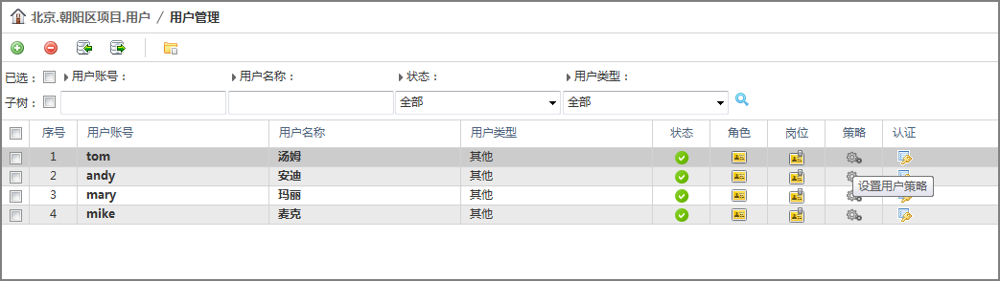 北京.朝阳区项目.用户 / 用户管理
已选： 用户账号： 用户名称： 状态： 用户类型：
子树： 全部 全部
序号 用户账号 用户名称 用户类型 状态 角色 岗位 策略 认证
1 tom 汤姆 其他
2 andy 安迪 其他
设置用户策略
3 mary 玛丽 其他
4 mike 麦克 其他